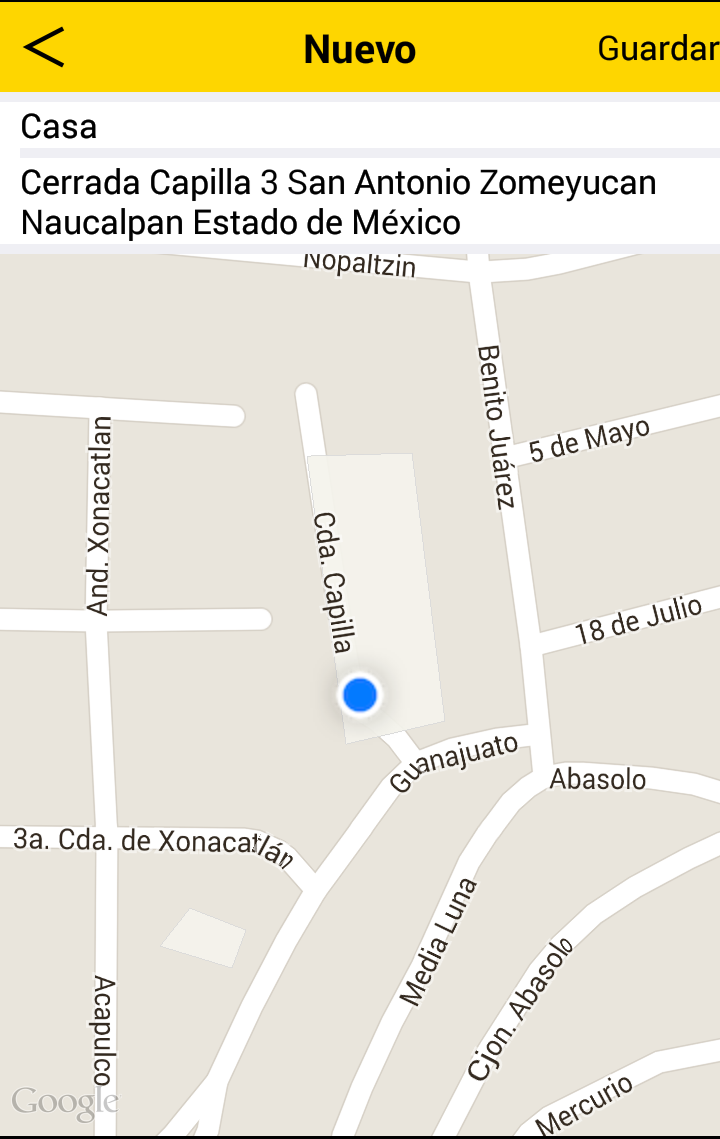 Nuevo
Guardar
Casa
Cerrada Capilla 3 San Antonio Zomeyucan
Naucalpan Estado de México
Nopaltzin
Benito Juárez
5 de Mayo
And. Xonacatlan
Cda. Capilla
18 de Julio
Guanajuato
Abasolo
3a. Cda. de Xonacatlán
Media Luna
Cjon. Abasolo
Acapulco
Mercurio
Google